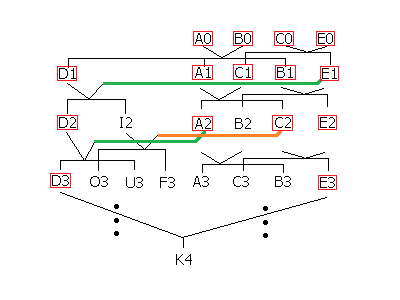 A0 B0 C0 E0
D1 A1 C1 B1 E1
D2 I2 A2 B2 C2 E2
D3 O3 U3 F3 A3 C3 B3 E3
K4